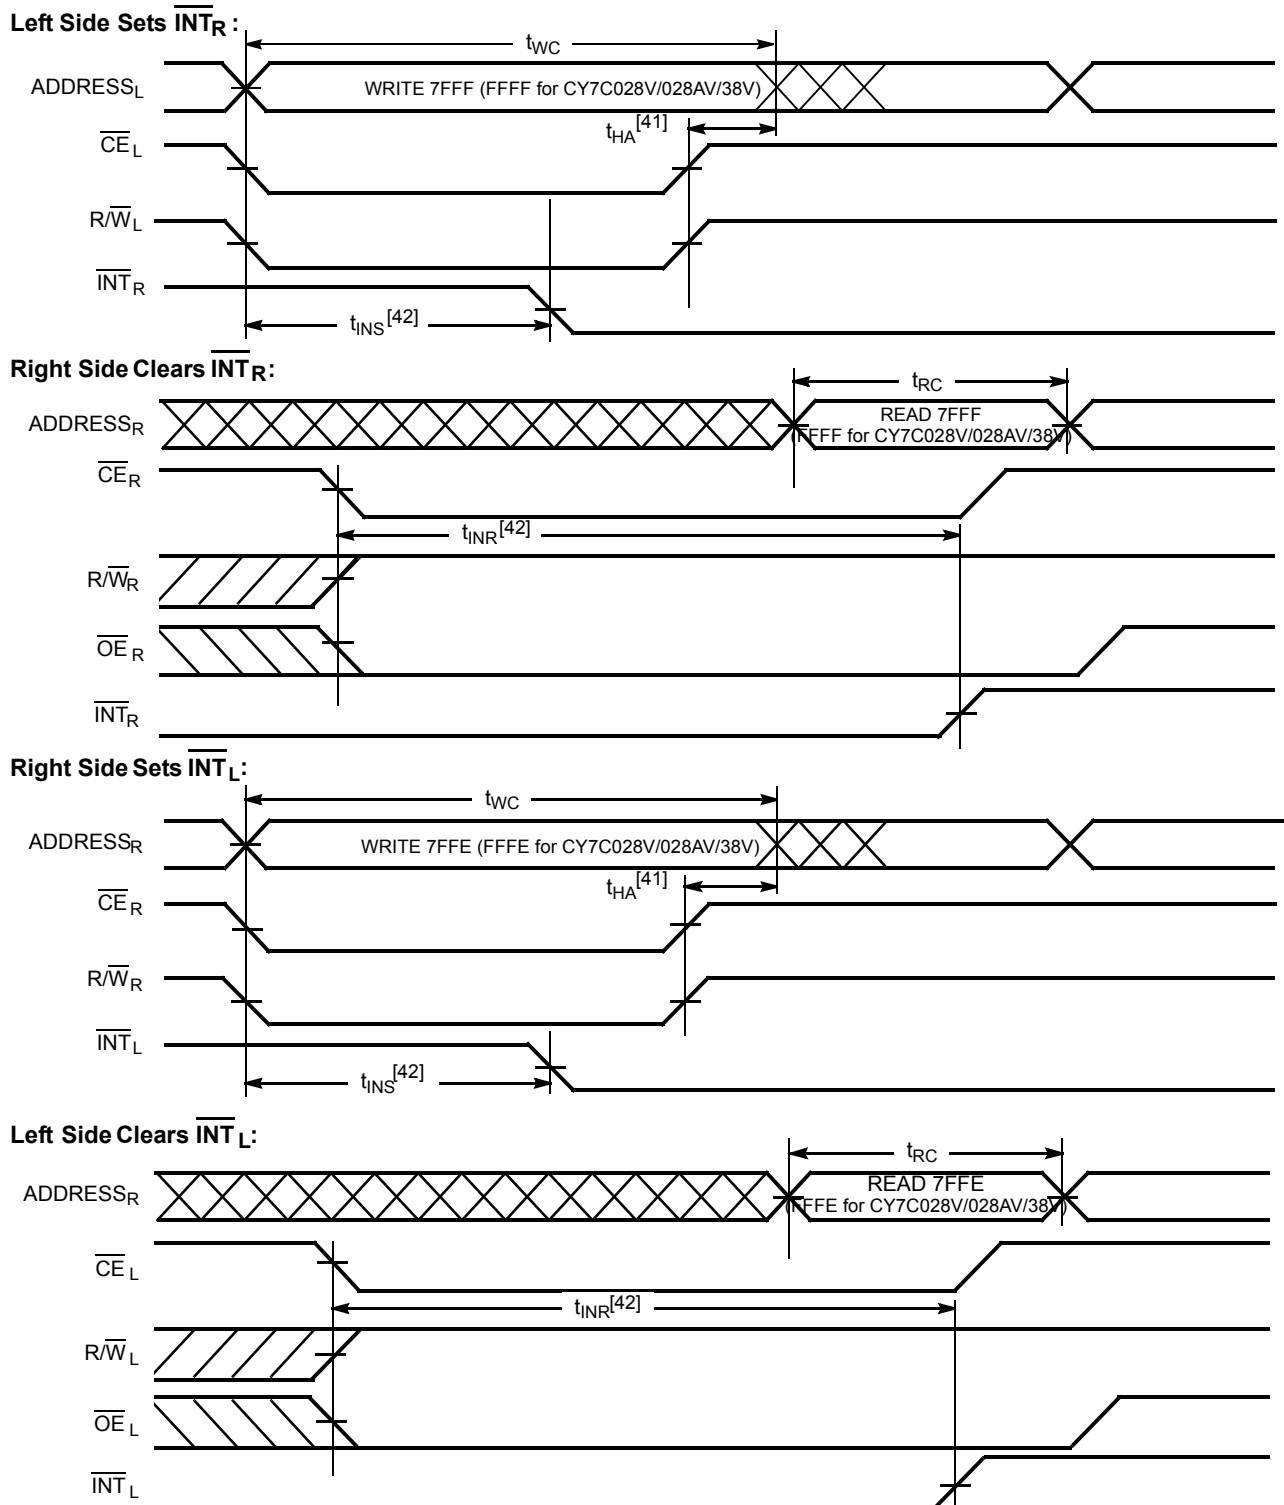 Left Side Sets INT̅R :
tWC
ADDRESSL
WRITE 7FFF (FFFF for CY7C028V/028AV/38V)
tHA[41]
CEL
R/WL
INTR
tINS[42]
Right Side Clears INTR:
tRC
ADDRESSR
READ 7FFF
(FFFF for CY7C028V/028AV/38V)
CER
tINR[42]
R/WR
OER
INTR
Right Side Sets INTL:
tWC
ADDRESSR
WRITE 7FFE (FFFE for CY7C028V/028AV/38V)
tHA[41]
CER
R/WR
INTL
tINS[42]
Left Side Clears INTL:
tRC
ADDRESSR
READ 7FFE
(FFFE for CY7C028V/028AV/38V)
CEL
tINR[42]
R/WL
OEL
INTL